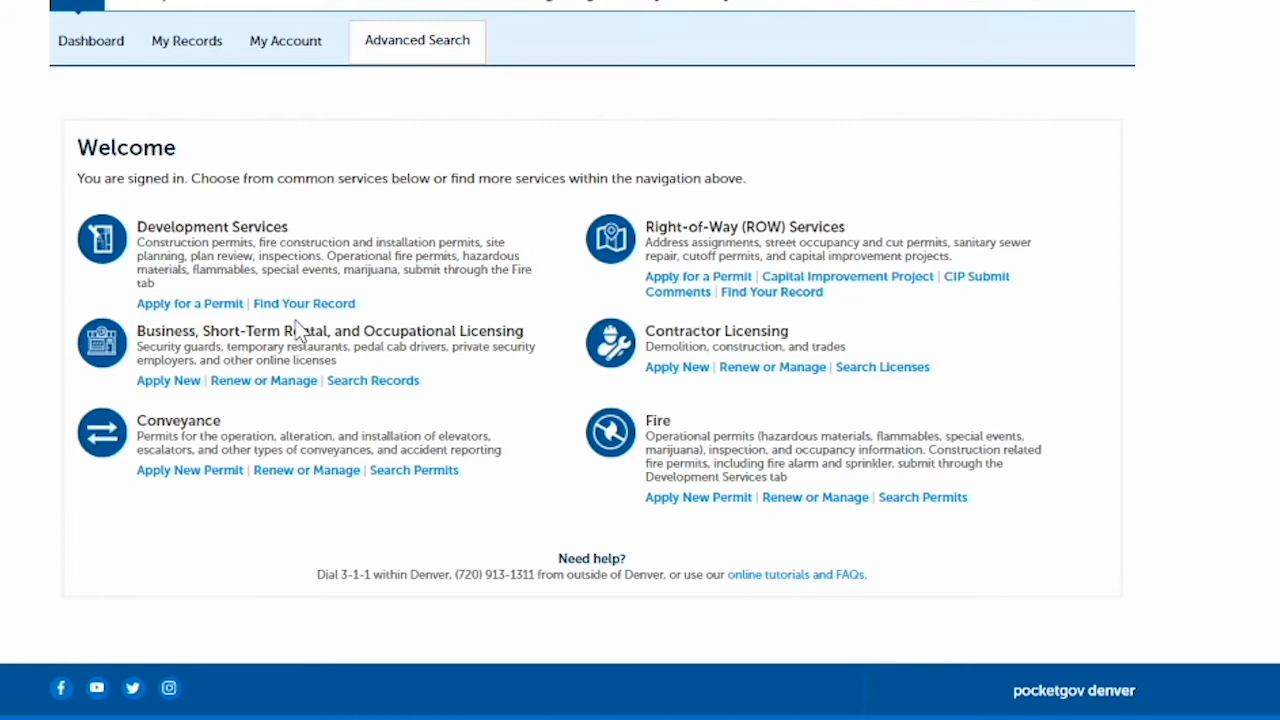 Dashboard
My Records
My Account
Advanced Search
Welcome
You are signed in. Choose from common services below or find more services within the navigation above.
Development Services
Construction permits, fire construction and installation permits, site
planning, plan review, inspections. Operational fire permits, hazardous
materials, flammables, special events, marijuana, submit through the Fire
tab
Apply for a Permit | Find Your Record
Right-of-Way (ROW) Services
Address assignments, street occupancy and cut permits, sanitary sewer
repair, cutoff permits, and capital improvement projects.
Apply for a Permit | Capital Improvement Project | CIP Submit
Comments | Find Your Record
Business, Short-Term Rental, and Occupational Licensing
Security guards, temporary restaurants, pedal cab drivers, private security
employers, and other online licenses
Apply New | Renew or Manage | Search Records
Contractor Licensing
Demolition, construction, and trades
Apply New | Renew or Manage | Search Licenses
Conveyance
Permits for the operation, alteration, and installation of elevators,
escalators, and other types of conveyances, and accident reporting
Apply New Permit | Renew or Manage | Search Permits
Fire
Operational permits (hazardous materials, flammables, special events,
marijuana), inspection, and occupancy information. Construction related
fire permits, including fire alarm and sprinkler, submit through the
Development Services tab
Apply New Permit | Renew or Manage | Search Permits
Need help?
Dial 3-1-1 within Denver, (720) 913-1311 from outside of Denver, or use our online tutorials and FAQs.
pocketgov denver